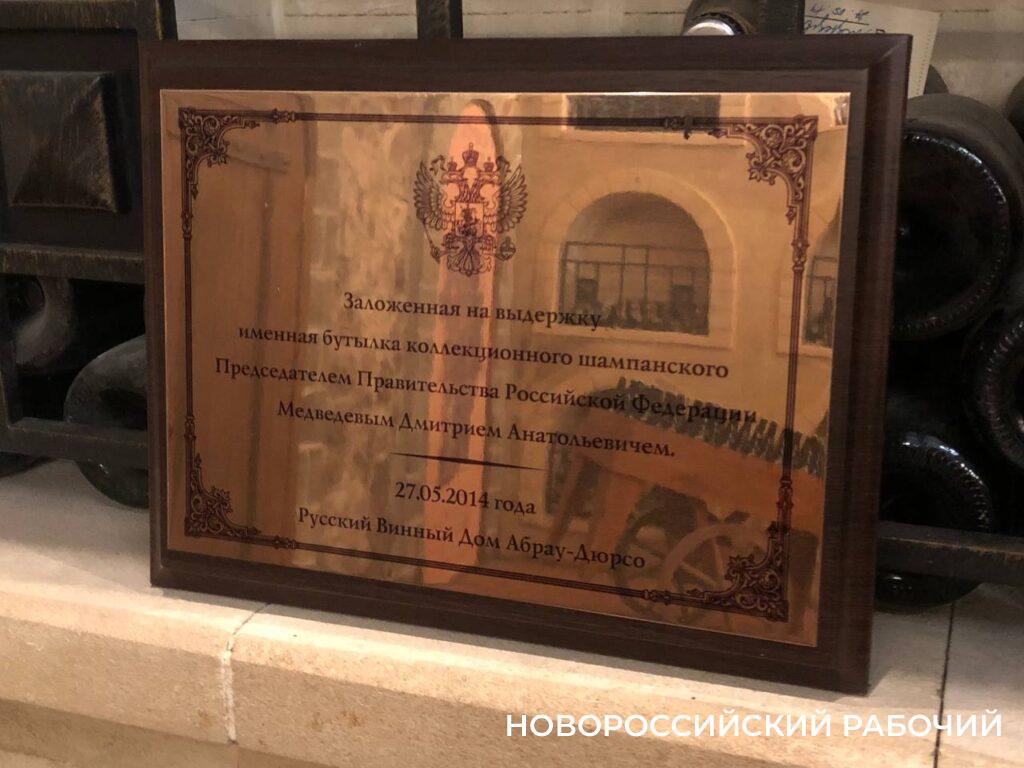 Заложенная на выдержку
именная бутылка коллекционного шампанского
Председателем Правительства Российской Федерации
Медведевым Дмитрием Анатольевичем.
27.05.2014 года
Русский Винный Дом Абрау-Дюрсо
НОВОРОССИЙСКИЙ РАБОЧИЙ